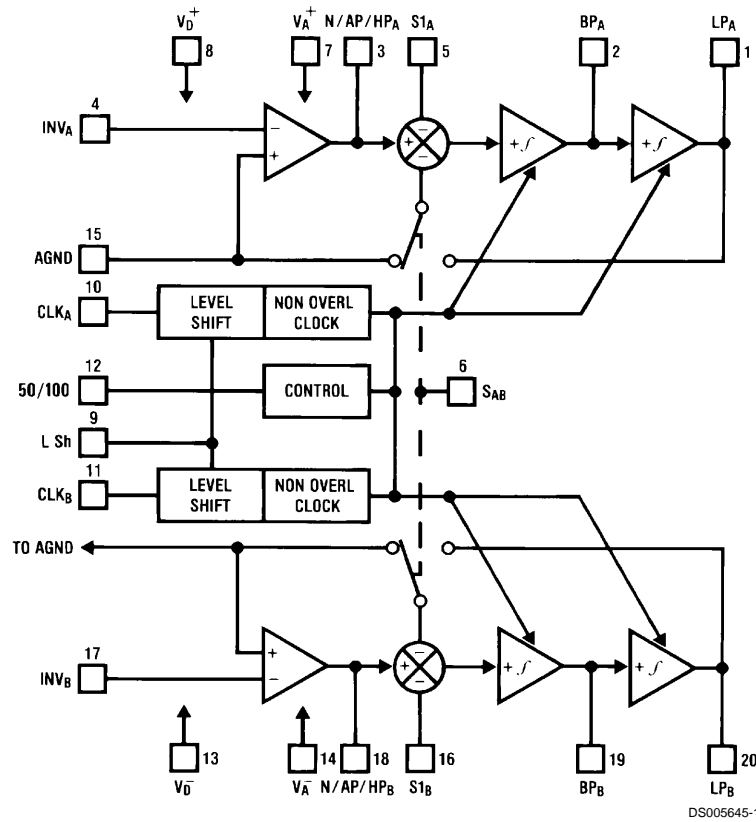 V_D^+
V_A^+
N/AP/HP_A
S1_A
BP_A
LP_A
8
7
3
5
2
1
4
INV_A
−
+
−
+
−
+ ∫
+ ∫
15
AGND
10
CLK_A
LEVEL SHIFT
NON OVERL CLOCK
12
50/100
CONTROL
6
S_AB
9
L Sh
11
CLK_B
LEVEL SHIFT
NON OVERL CLOCK
TO AGND
17
INV_B
+
−
−
+
−
+ ∫
+ ∫
13
14
18
16
19
20
V_D^−
V_A^−
N/AP/HP_B
S1_B
BP_B
LP_B
DS005645-1